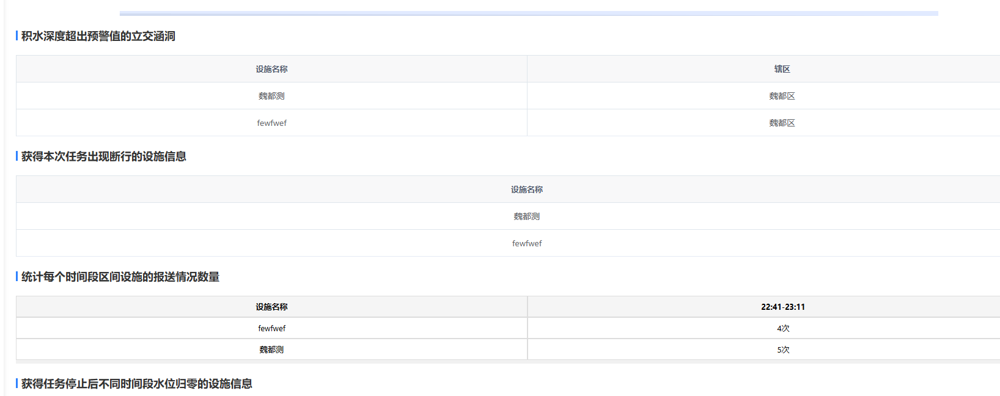 积水深度超出预警值的立交涵洞
设施名称 辖区
魏都测 魏都区
fewfwef 魏都区
获得本次任务出现断行的设施信息
设施名称
魏都测
fewfwef
统计每个时间段区间设施的报送情况数量
设施名称 22:41-23:11
fewfwef 4次
魏都测 5次
获得任务停止后不同时间段水位归零的设施信息